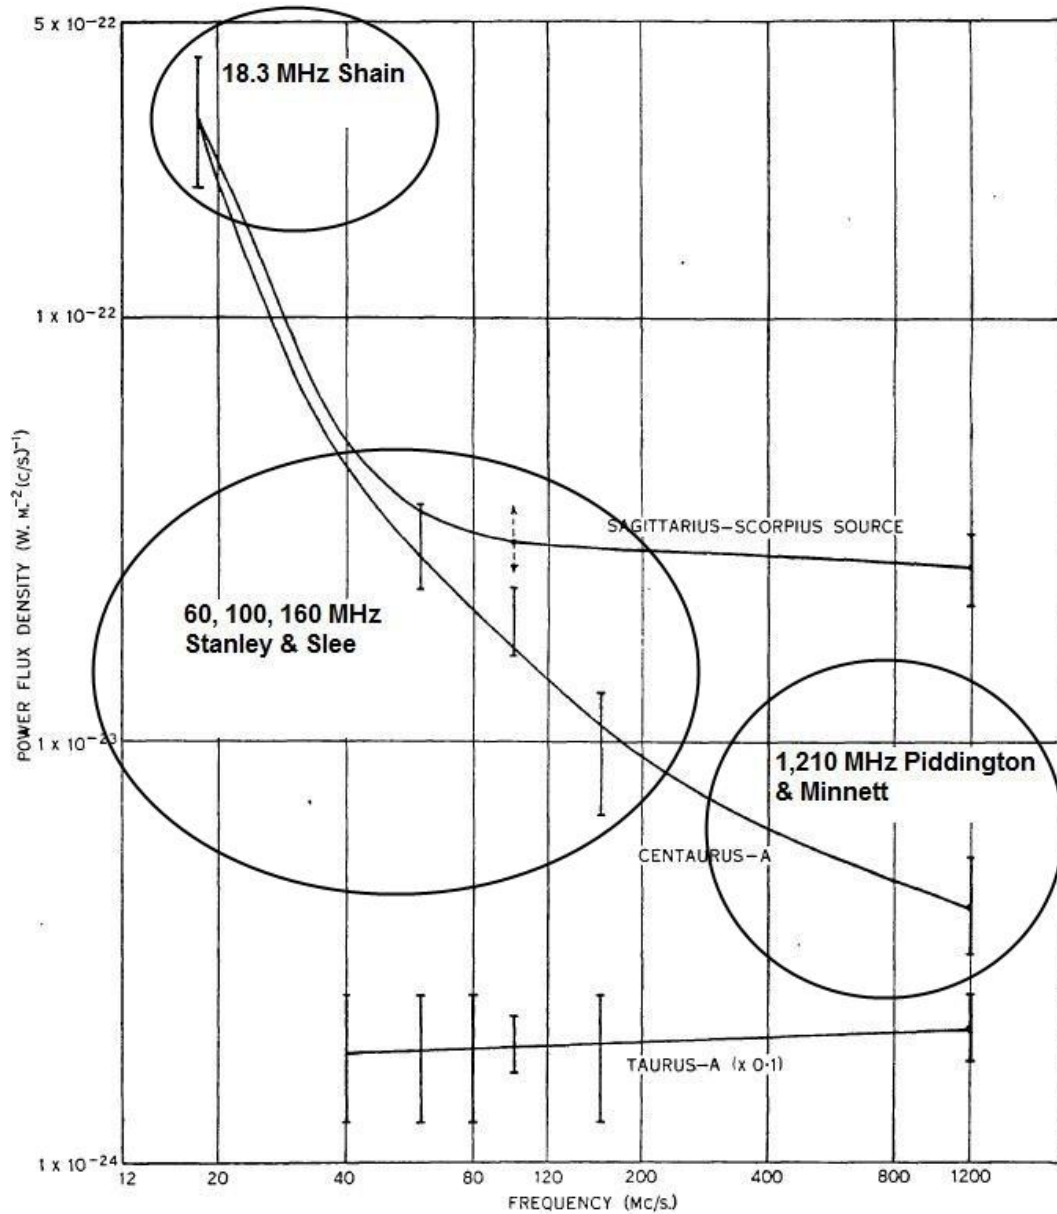 5 x 10-22
18.3 MHz Shain
1 x 10-22
POWER FLUX DENSITY (W. M.-2 (C/S.)-1)
SAGITTARIUS-SCORPIUS SOURCE
60, 100, 160 MHz
Stanley & Slee
1 x 10-23
1,210 MHz Piddington
& Minnett
CENTAURUS-A
TAURUS-A (x 0·1)
1 x 10-24
12 20 40 80 120 200 400 800 1200
FREQUENCY (MC/S.)